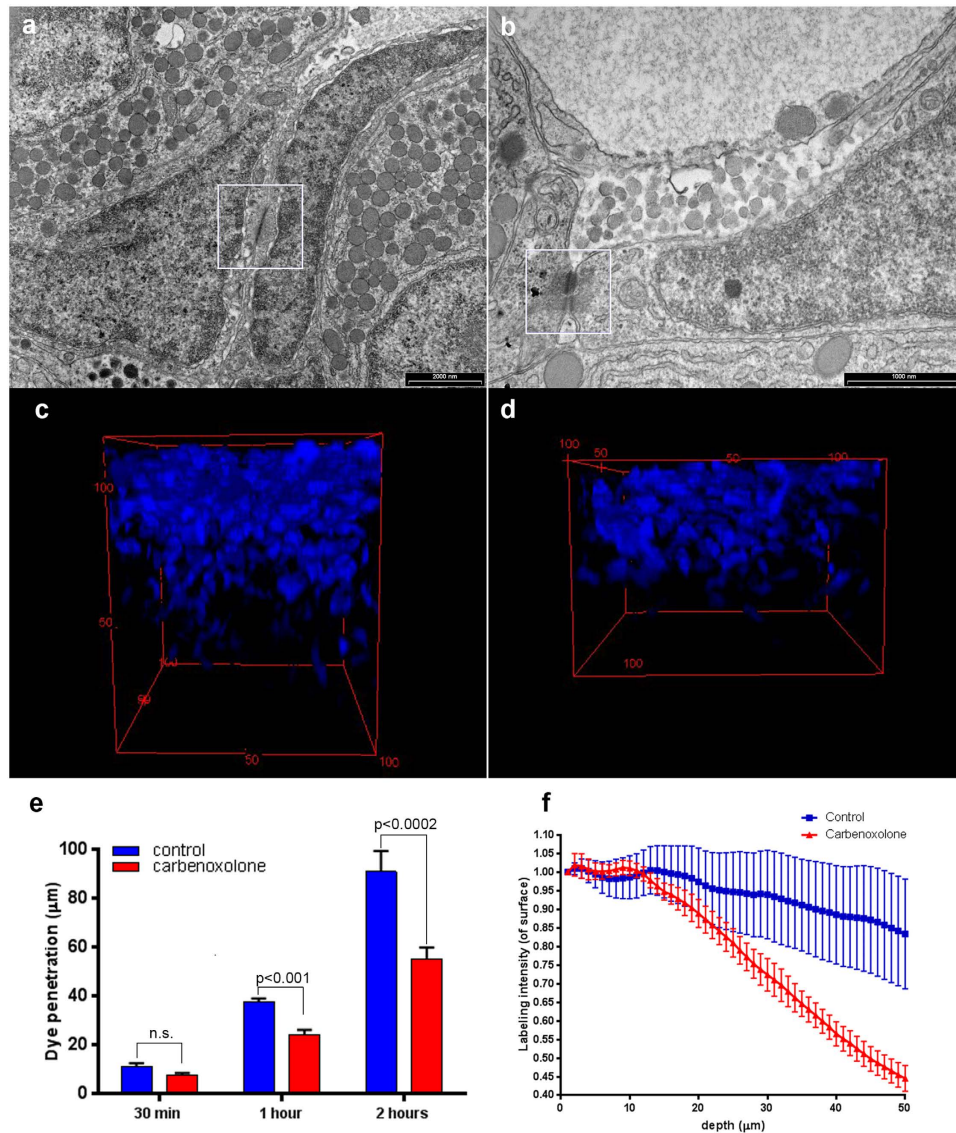 a
b
2000 nm
1000 nm
c
d
100
50
100
90
50
100
100
50
50
100
100
e
control
carbenoxolone
p<0.0002
p<0.001
n.s.
Dye penetration (µm)
100
80
60
40
20
0
30 min
1 hour
2 hours
f
Control
Carbenoxolone
Labeling intensity (of surface)
1.10
1.05
1.00
0.95
0.90
0.85
0.80
0.75
0.70
0.65
0.60
0.55
0.50
0.45
0.40
0
10
20
30
40
50
depth (µm)